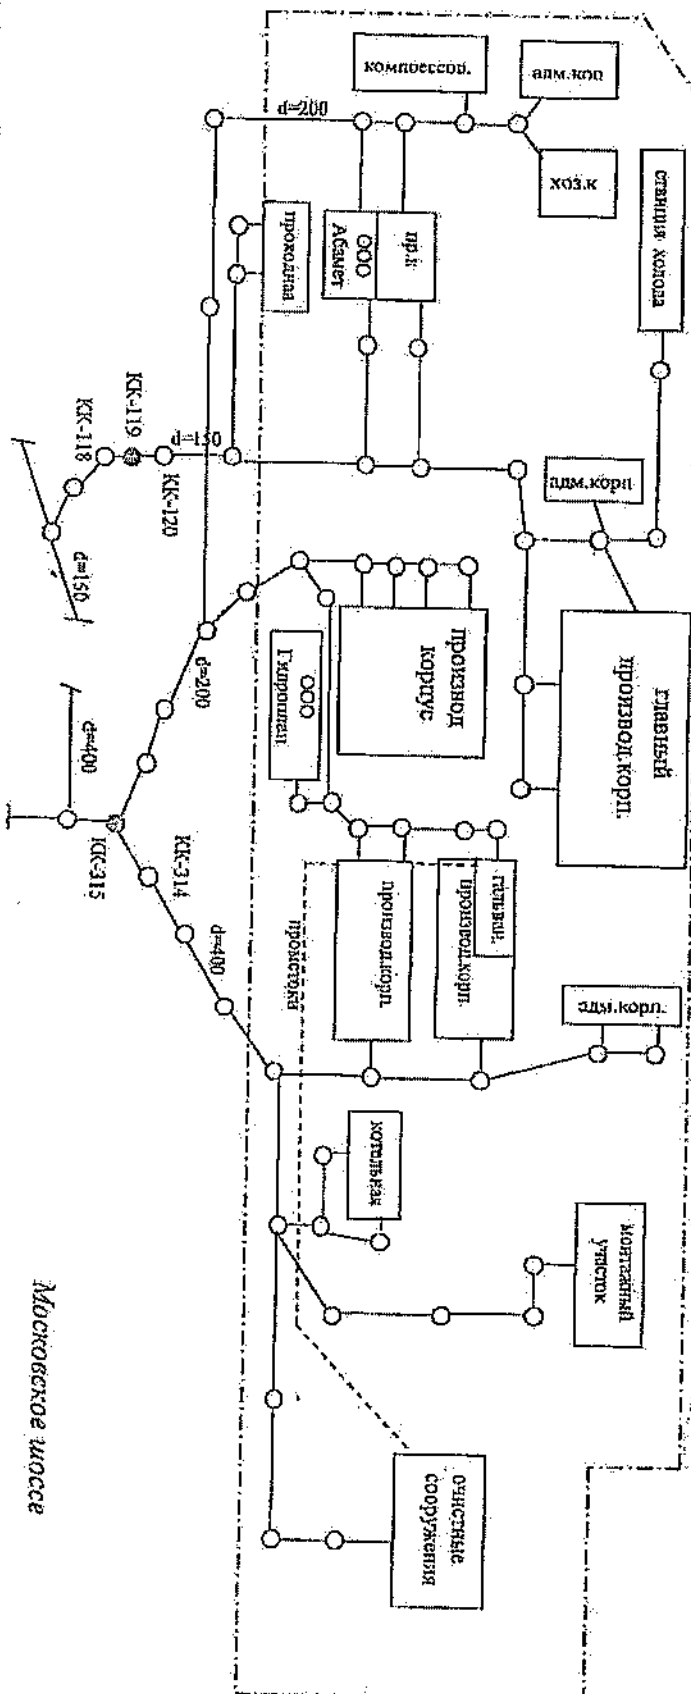 компрессор.
адм.кор
хоз.к
станция холода
d=200
пр.к
ООО
Абамет
проходная
адм.корп
главный
производ.корп.
КК-118
КК-119
КК-120
d=150
d=150
d=200
d=400
КК-315
КК-314
d=400
производ
корпус
ООО
производ.корп.
гальван.
производ.корп.
промстоки
адм.корп.
котельная
монтажный
участок
очистные
сооружения
Московское шоссе